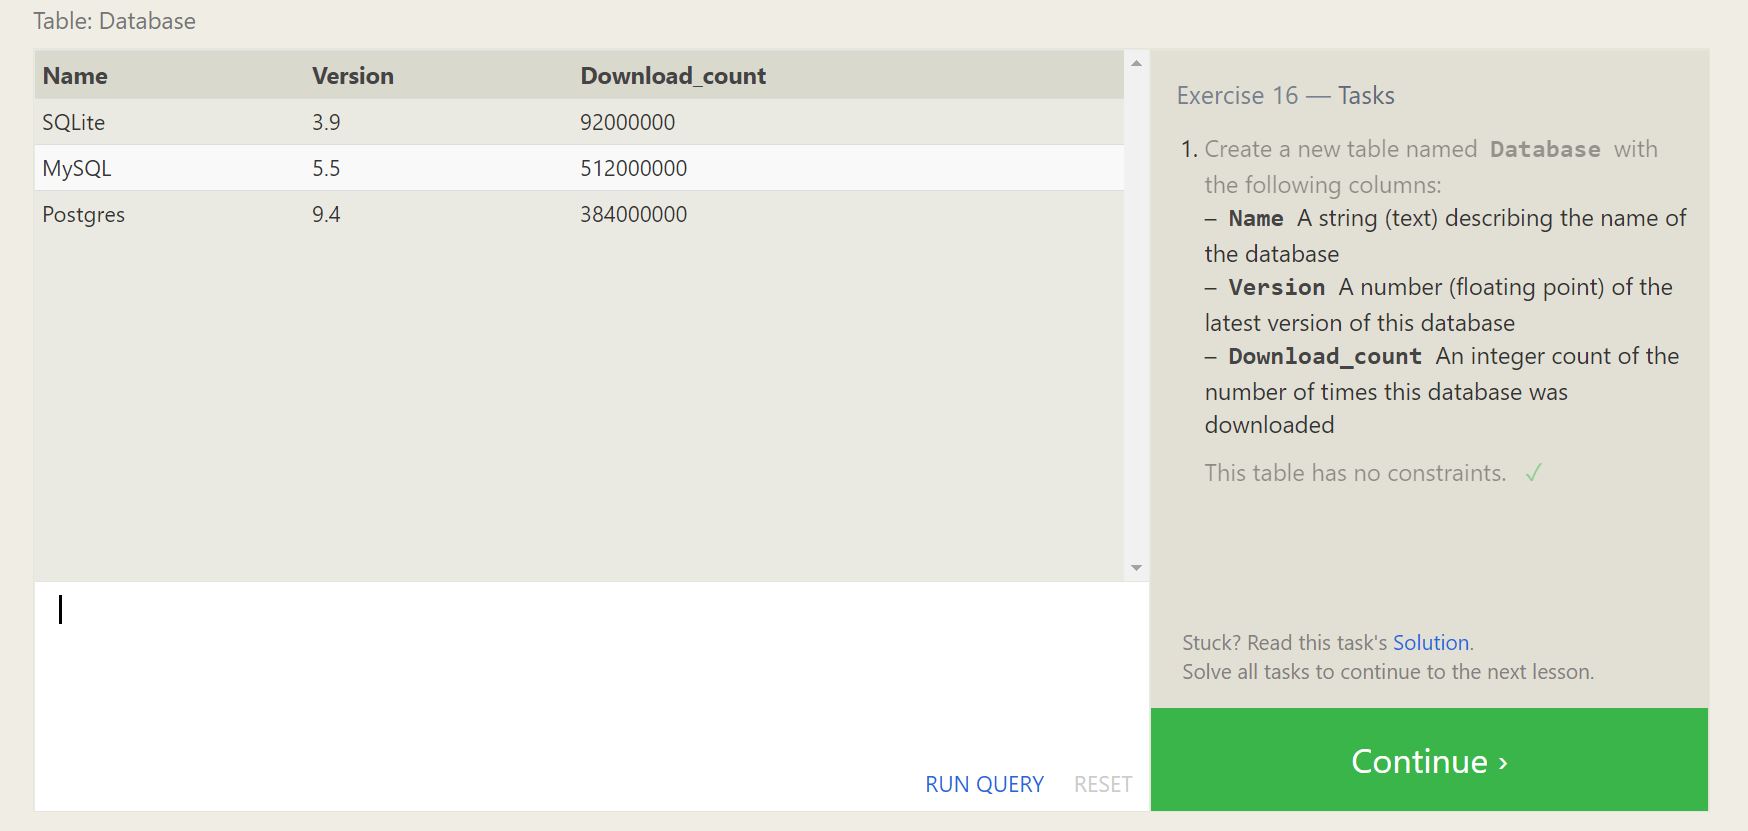 Table: Database
Name Version Download_count
SQLite 3.9 92000000
MySQL 5.5 512000000
Postgres 9.4 384000000
RUN QUERY RESET
Exercise 16 — Tasks
1. Create a new table named Database with
the following columns:
– Name A string (text) describing the name of
the database
– Version A number (floating point) of the
latest version of this database
– Download_count An integer count of the
number of times this database was
downloaded
This table has no constraints. ✓
Stuck? Read this task's Solution.
Solve all tasks to continue to the next lesson.
Continue ›